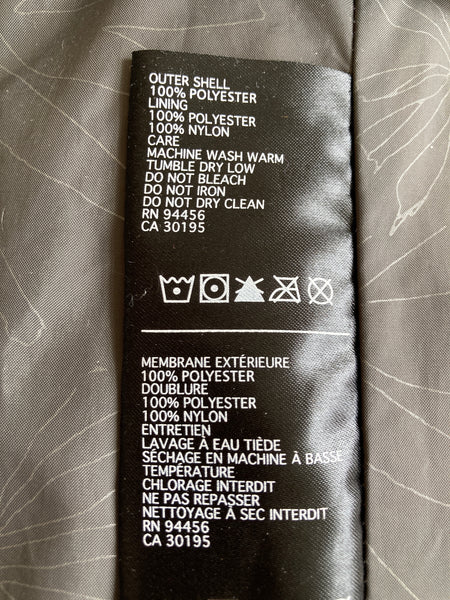 OUTER SHELL
100% POLYESTER
LINING
100% POLYESTER
100% NYLON
CARE
MACHINE WASH WARM
TUMBLE DRY LOW
DO NOT BLEACH
DO NOT IRON
DO NOT DRY CLEAN
RN 94456
CA 30195
MEMBRANE EXTÉRIEURE
100% POLYESTER
DOUBLURE
100% POLYESTER
100% NYLON
ENTRETIEN
LAVAGE À EAU TIÈDE
SÉCHAGE EN MACHINE À BASSE
TEMPÉRATURE
CHLORAGE INTERDIT
NE PAS REPASSER
NETTOYAGE À SEC INTERDIT
RN 94456
CA 30195